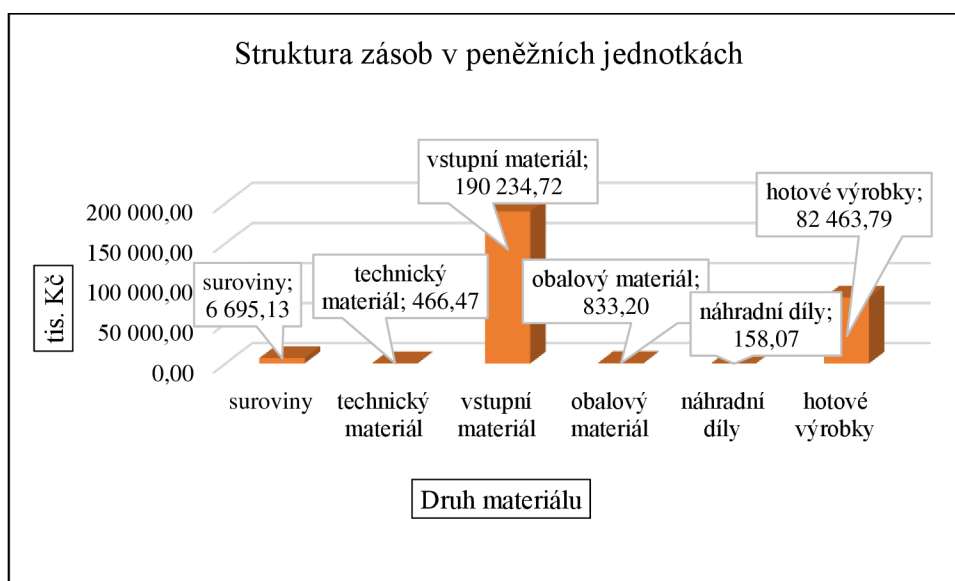 Struktura zásob v peněžních jednotkách
vstupní materiál;
190 234,72
hotové výrobky;
82 463,79
suroviny;
6 695,13
technický
materiál; 466,47
obalový materiál;
833,20
náhradní díly;
158,07
200 000,00
150 000,00
100 000,00
50 000,00
0,00
tis. Kč
suroviny
technický
materiál
vstupní
materiál
obalový
materiál
náhradní
díly
hotové
výrobky
Druh materiálu